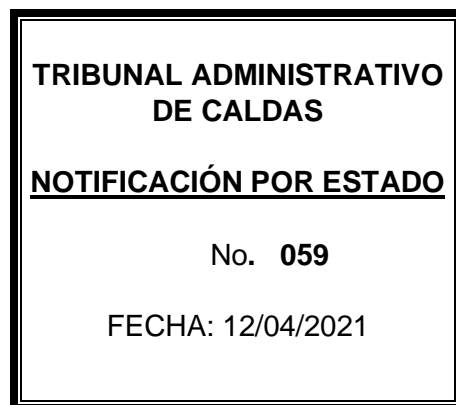 TRIBUNAL ADMINISTRATIVO
DE CALDAS
NOTIFICACIÓN POR ESTADO
No. 059
FECHA: 12/04/2021